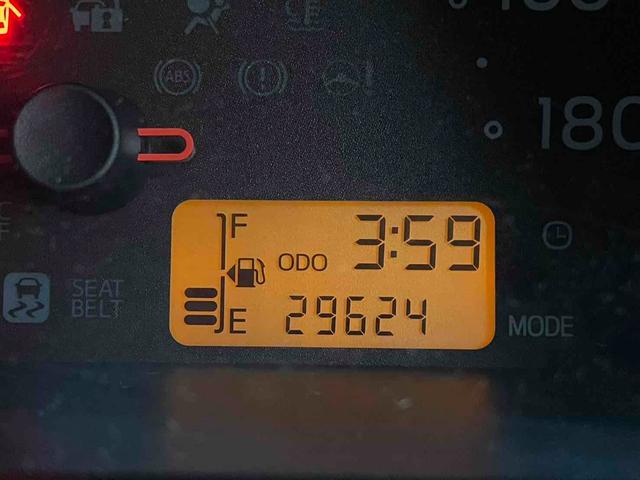 ABS
180
F
3:59
ODO
SEAT
BELT
E
29624
MODE